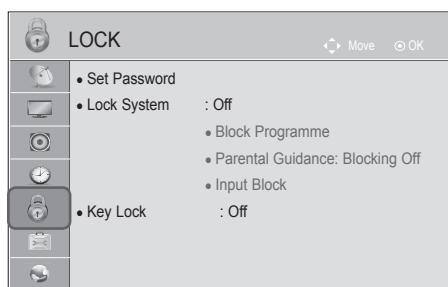 LOCK
Move
OK
• Set Password
• Lock System : Off
• Block Programme
• Parental Guidance: Blocking Off
• Input Block
• Key Lock : Off